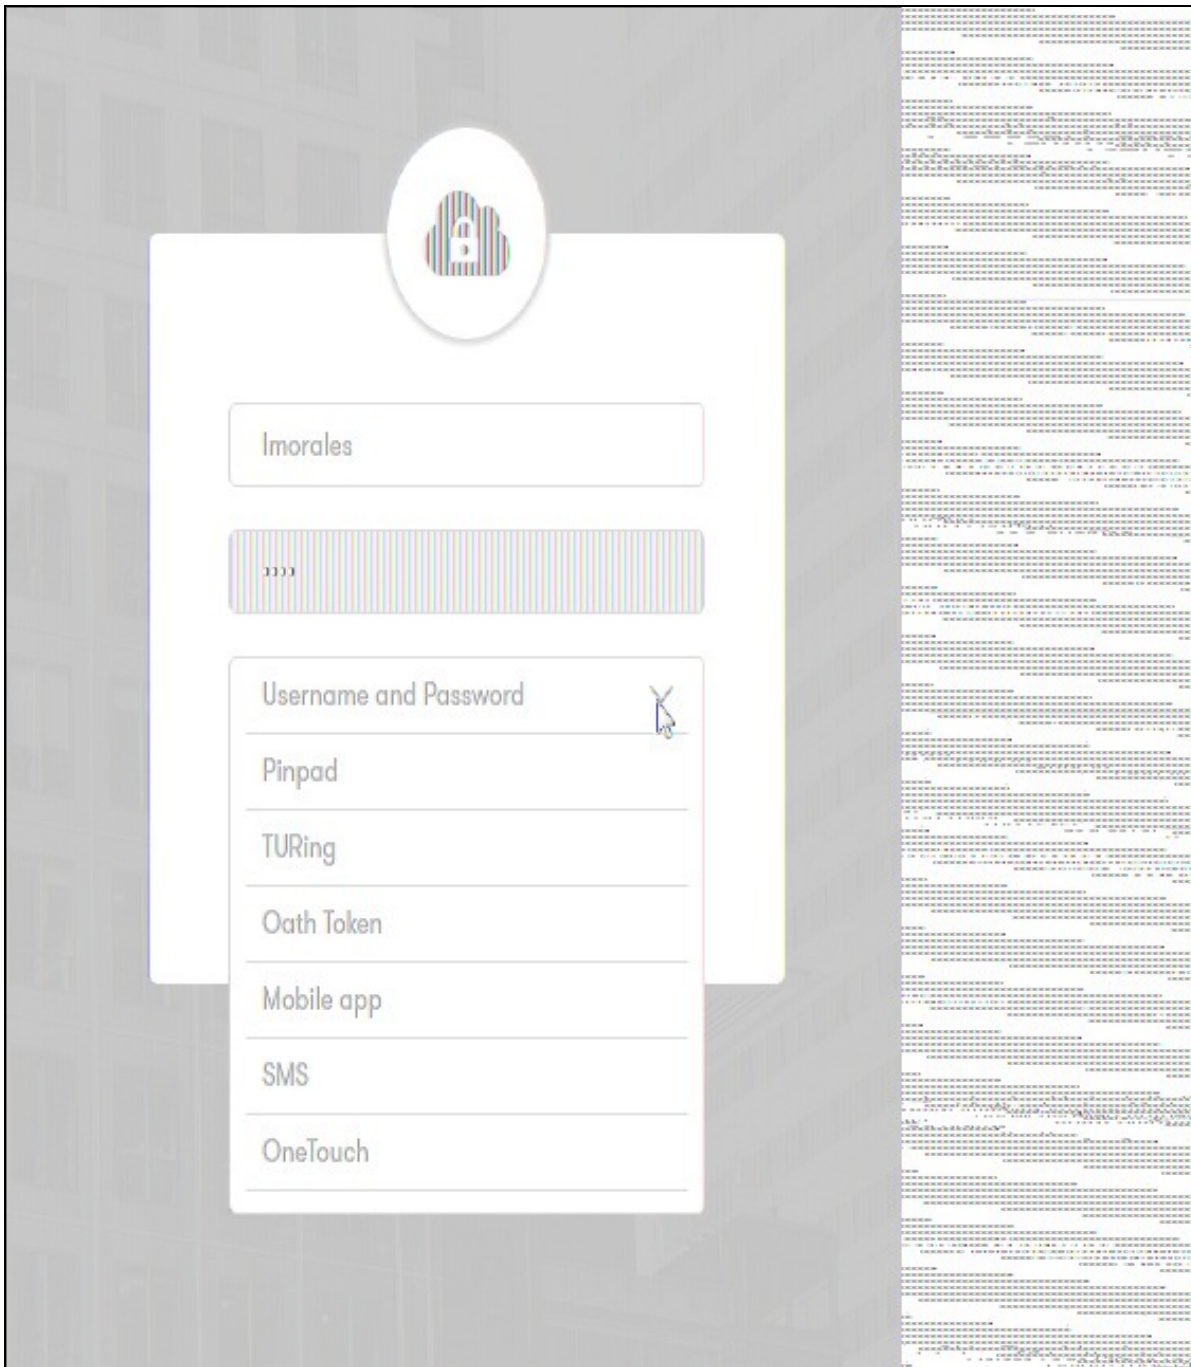 lmorales
Username and Password
Pinpad
TURing
Oath Token
Mobile app
SMS
OneTouch